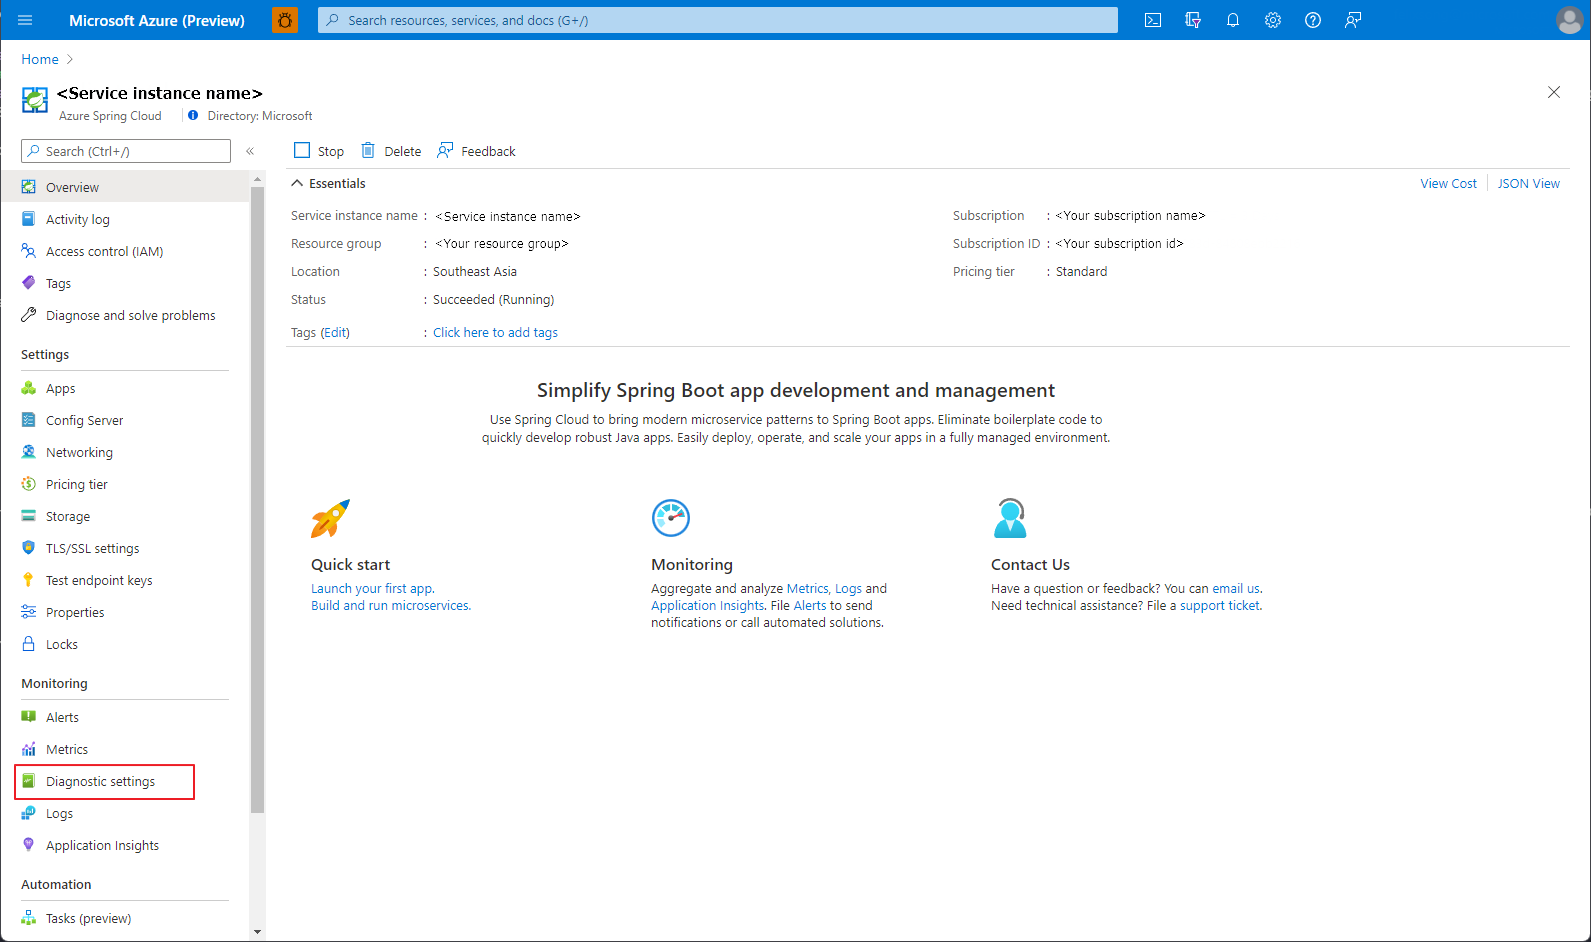 Microsoft Azure (Preview)
Search resources, services, and docs (G+/)
Home
<Service instance name>
Azure Spring Cloud
Directory: Microsoft
Search (Ctrl+/)
Overview
Activity log
Access control (IAM)
Tags
Diagnose and solve problems
Settings
Apps
Config Server
Networking
Pricing tier
Storage
TLS/SSL settings
Test endpoint keys
Properties
Locks
Monitoring
Alerts
Metrics
Diagnostic settings
Logs
Application Insights
Automation
Tasks (preview)
Stop
Delete
Feedback
Essentials
View Cost
JSON View
Service instance name : <Service instance name>
Resource group : <Your resource group>
Location : Southeast Asia
Status : Succeeded (Running)
Tags (Edit) : Click here to add tags
Subscription : <Your subscription name>
Subscription ID : <Your subscription id>
Pricing tier : Standard
Simplify Spring Boot app development and management
Use Spring Cloud to bring modern microservice patterns to Spring Boot apps. Eliminate boilerplate code to
quickly develop robust Java apps. Easily deploy, operate, and scale your apps in a fully managed environment.
Quick start
Launch your first app.
Build and run microservices.
Monitoring
Aggregate and analyze Metrics, Logs and
Application Insights. File Alerts to send
notifications or call automated solutions.
Contact Us
Have a question or feedback? You can email us.
Need technical assistance? File a support ticket.